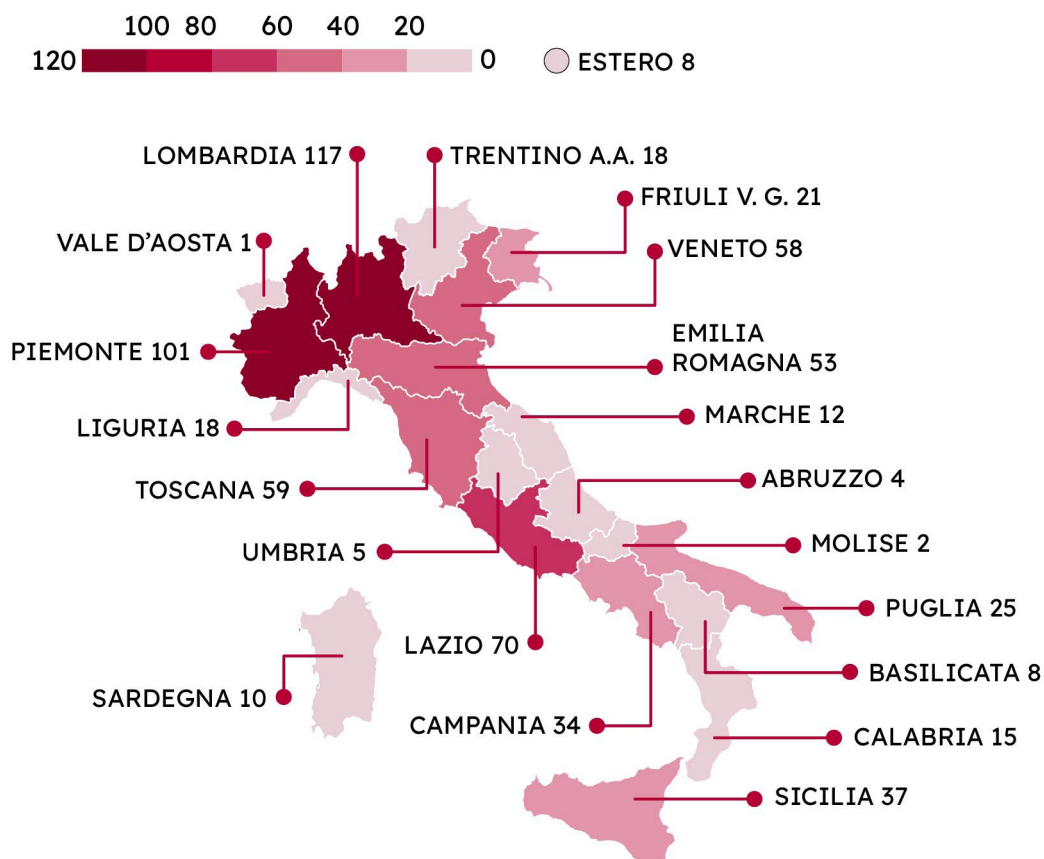 100 80 60 40 20
120 0 ESTERO 8
LOMBARDIA 117
TRENTINO A.A. 18
FRIULI V. G. 21
VALE D’AOSTA 1
VENETO 58
EMILIA
ROMAGNA 53
PIEMONTE 101
MARCHE 12
LIGURIA 18
ABRUZZO 4
TOSCANA 59
MOLISE 2
UMBRIA 5
PUGLIA 25
LAZIO 70
BASILICATA 8
SARDEGNA 10
CAMPANIA 34
CALABRIA 15
SICILIA 37